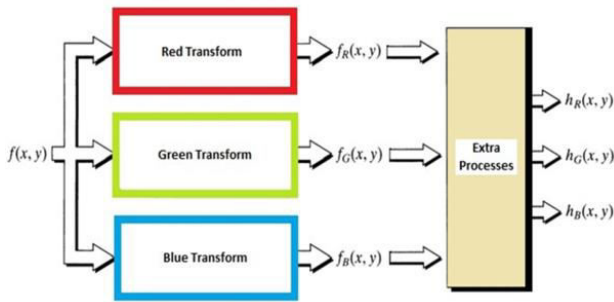 Red Transform
f_R(x, y)
f(x, y)
Green Transform
f_G(x, y)
Blue Transform
f_B(x, y)
Extra
Processes
h_R(x, y)
h_G(x, y)
h_B(x, y)